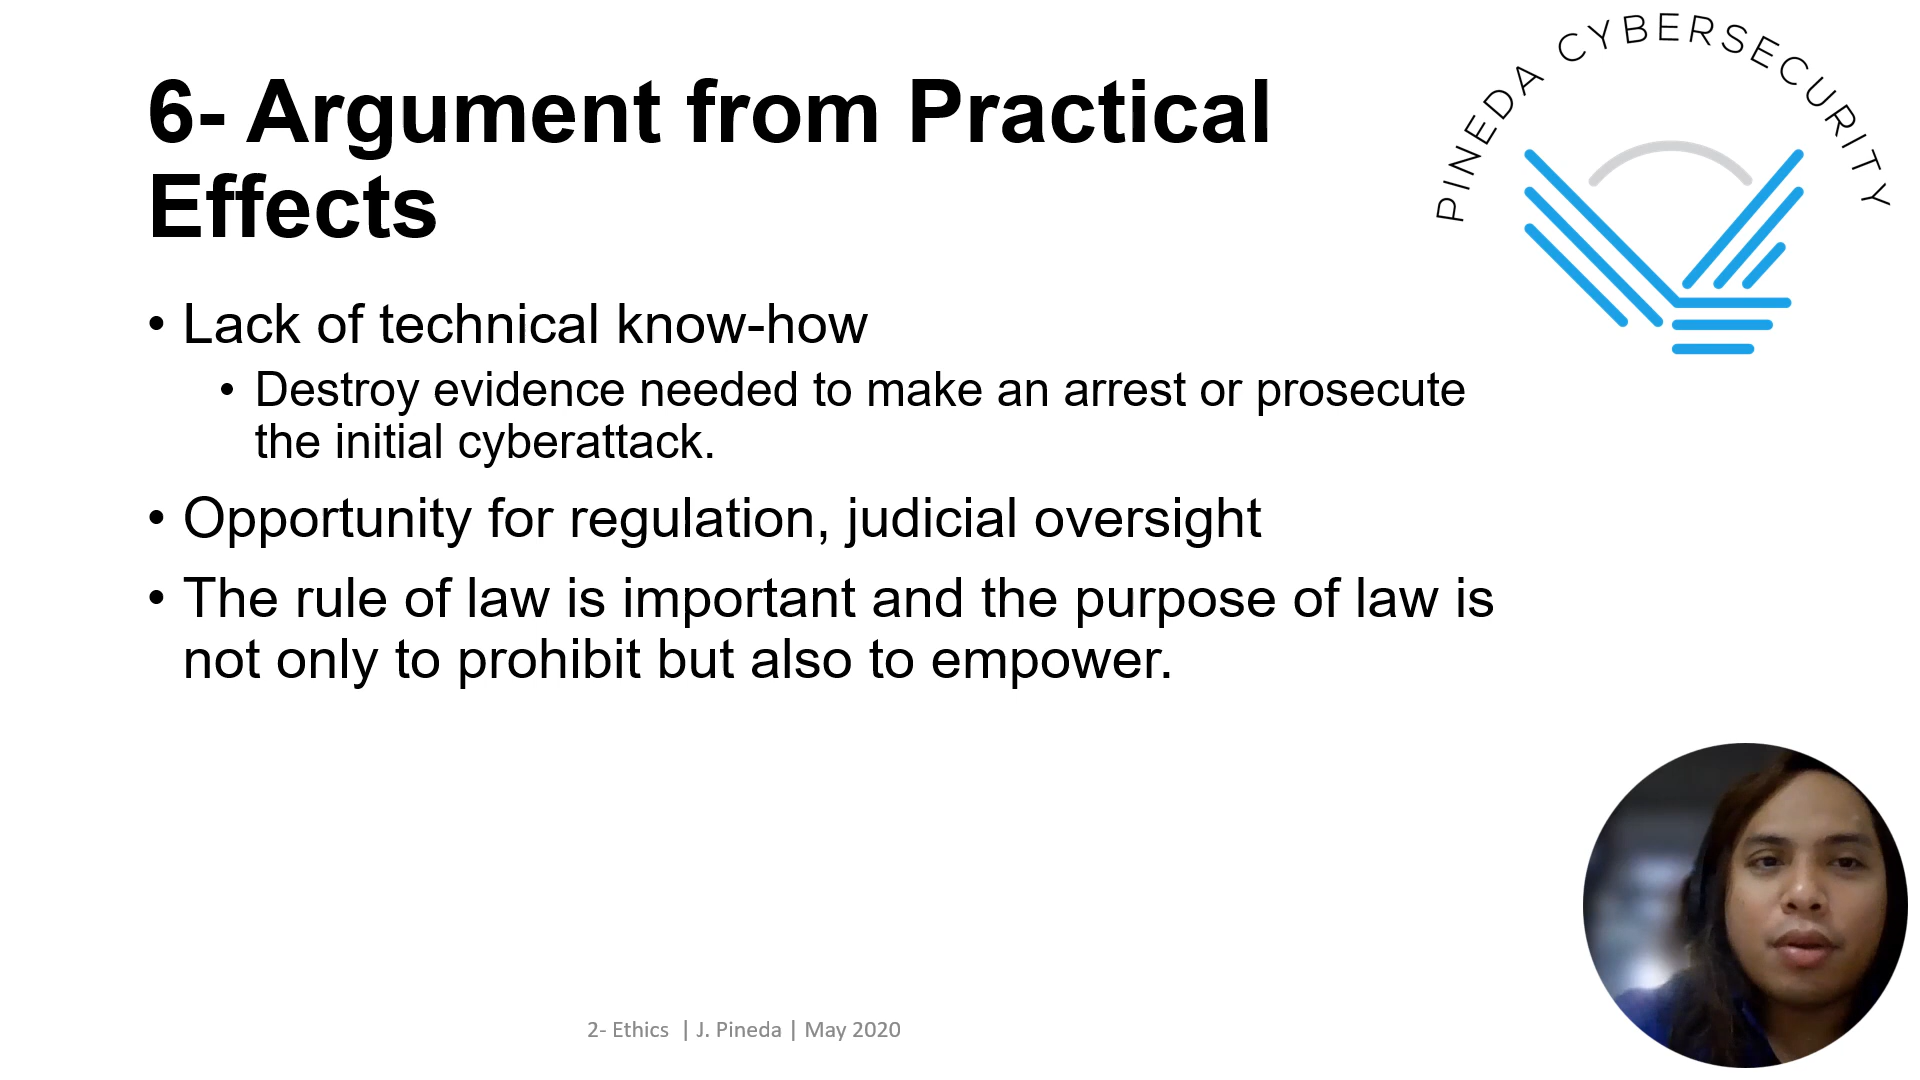 PINEDA CYBERSECURITY
6- Argument from Practical
Effects
• Lack of technical know-how
• Destroy evidence needed to make an arrest or prosecute
the initial cyberattack.
• Opportunity for regulation, judicial oversight
• The rule of law is important and the purpose of law is
not only to prohibit but also to empower.
2- Ethics | J. Pineda | May 2020